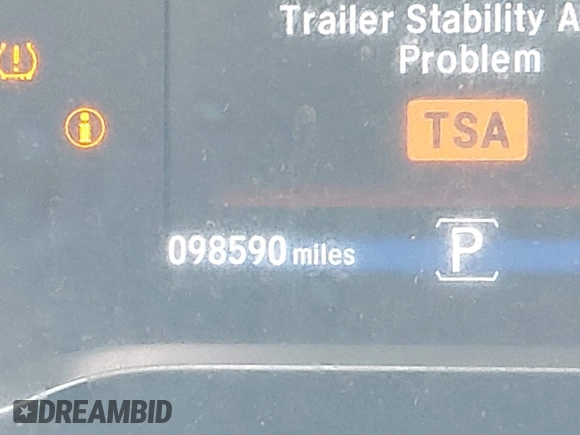 Trailer Stability A
Problem
TSA
098590 miles
P
DREAMBID